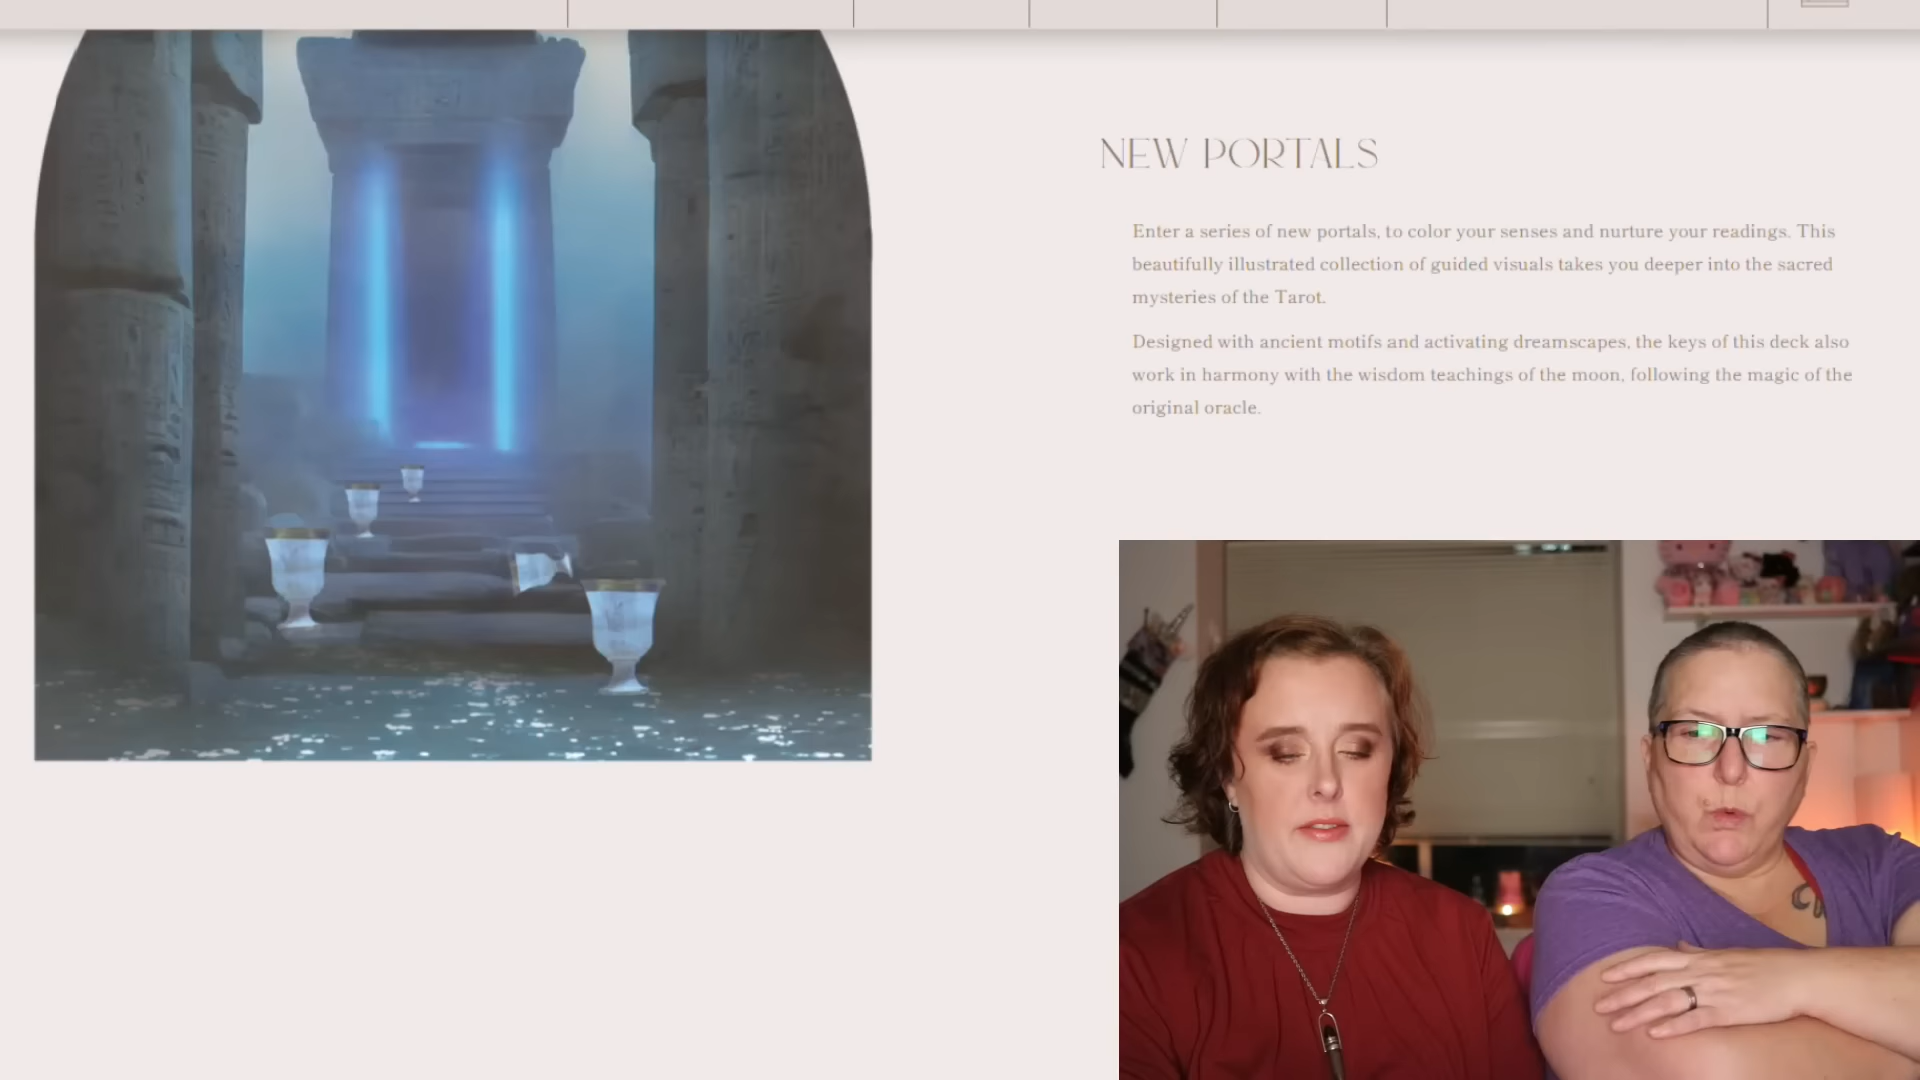 NEW PORTALS
Enter a series of new portals, to color your senses and nurture your readings. This
beautifully illustrated collection of guided visuals takes you deeper into the sacred
mysteries of the Tarot.
Designed with ancient motifs and activating dreamscapes, the keys of this deck also
work in harmony with the wisdom teachings of the moon, following the magic of the
original oracle.